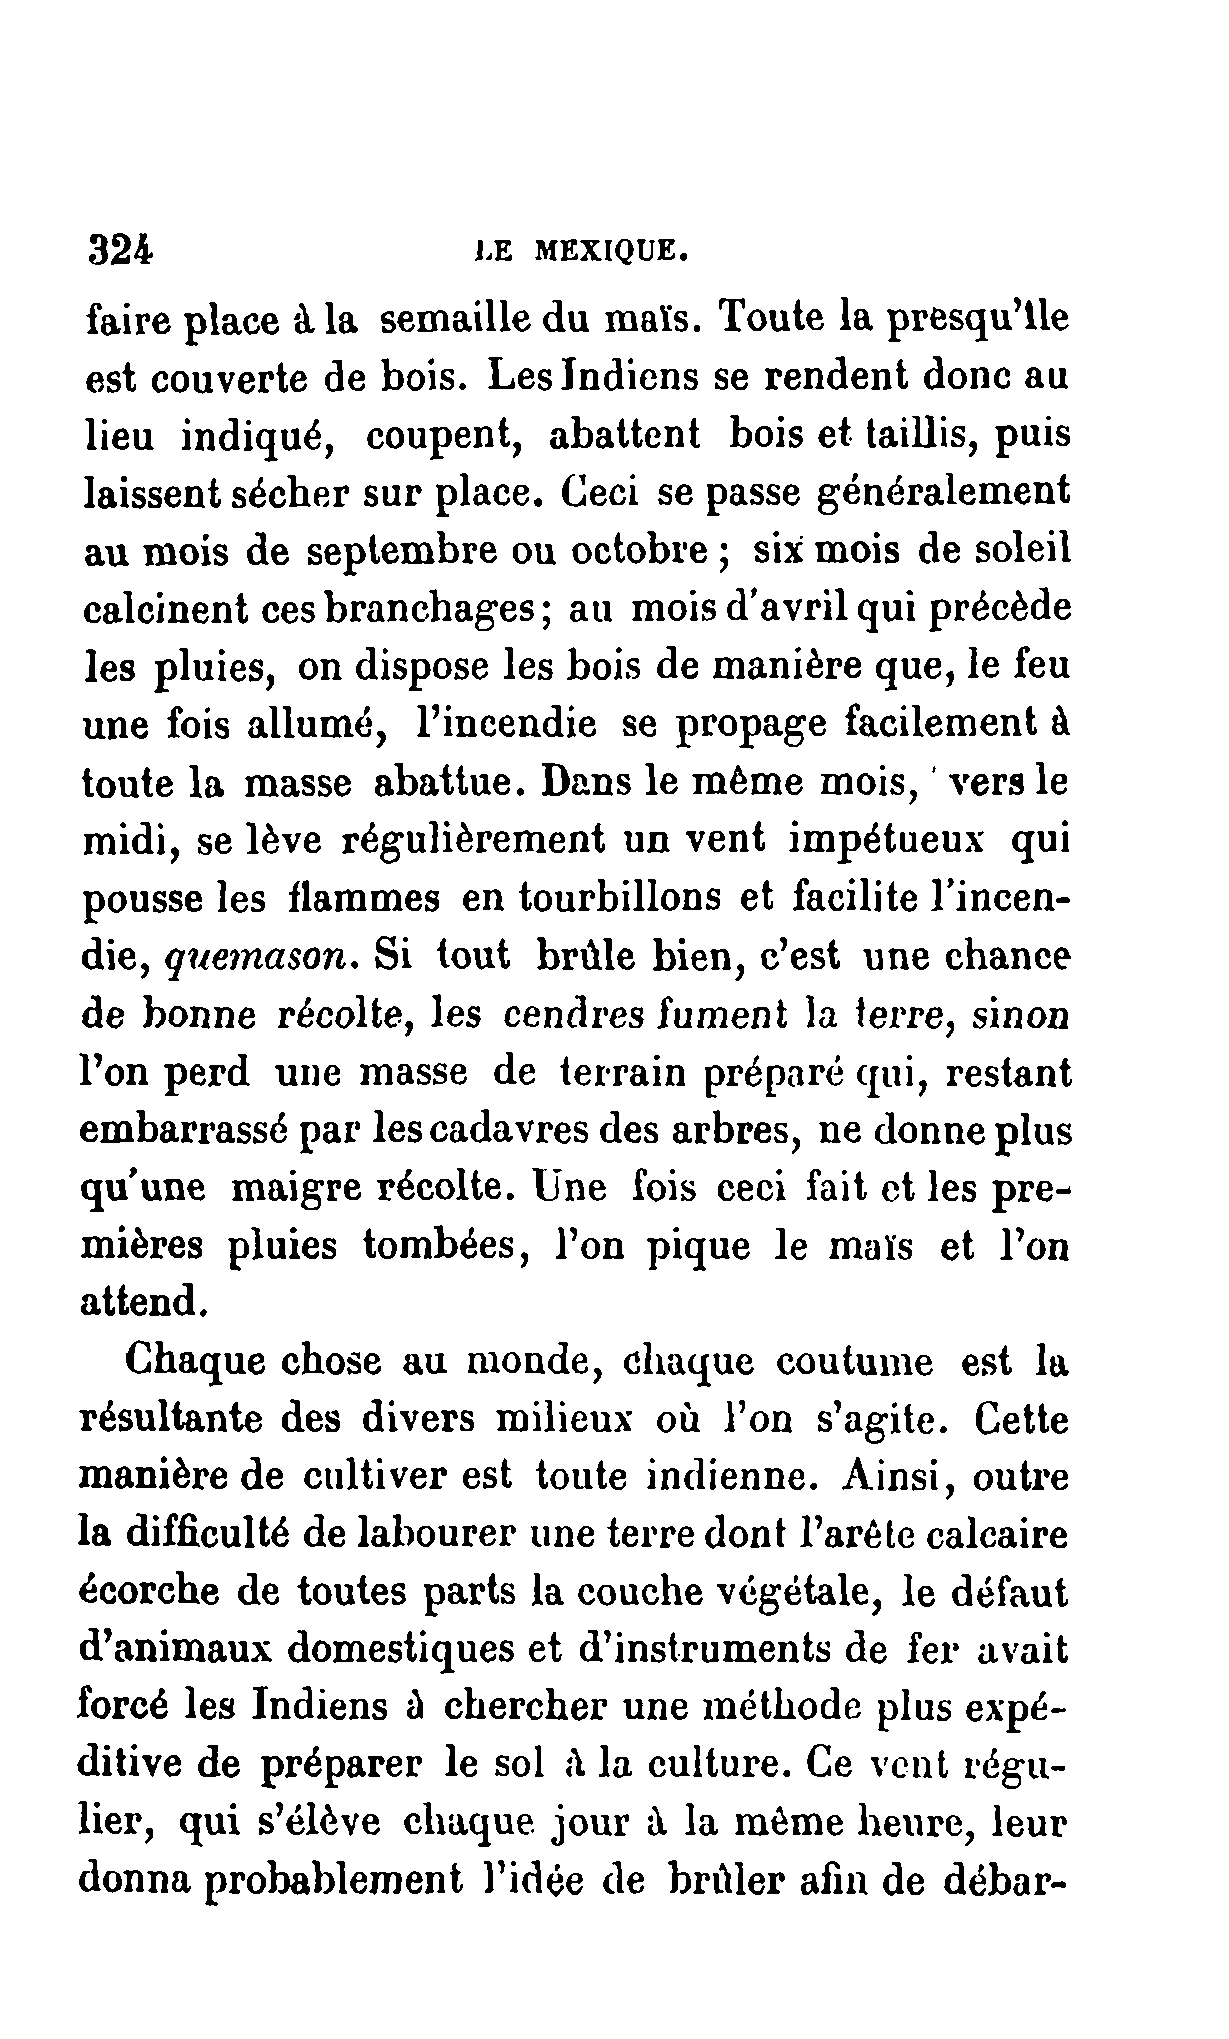 324 LE MEXIQUE.
faire place à la semaille du maïs. Toute la presqu'île
est couverte de bois. Les Indiens se rendent donc au
lieu indiqué, coupent, abattent bois et taillis, puis
laissent sécher sur place. Ceci se passe généralement
au mois de septembre ou octobre ; six mois de soleil
calcinent ces branchages ; au mois d'avril qui précède
les pluies, on dispose les bois de manière que, le feu
une fois allumé, l'incendie se propage facilement à
toute la masse abattue. Dans le même mois, vers le
midi, se lève régulièrement un vent impétueux qui
pousse les flammes en tourbillons et facilite l'incen-
die, quemason. Si tout brûle bien, c'est une chance
de bonne récolte, les cendres fument la terre, sinon
l'on perd une masse de terrain préparé qui, restant
embarrassé par les cadavres des arbres, ne donne plus
qu'une maigre récolte. Une fois ceci fait et les pre-
mières pluies tombées, l'on pique le maïs et l'on
attend.
Chaque chose au monde, chaque coutume est la
résultante des divers milieux où l'on s'agite. Cette
manière de cultiver est toute indienne. Ainsi, outre
la difficulté de labourer une terre dont l'arête calcaire
écorche de toutes parts la couche végétale, le défaut
d'animaux domestiques et d'instruments de fer avait
forcé les Indiens à chercher une méthode plus expé-
ditive de préparer le sol à la culture. Ce vent régu-
lier, qui s'élève chaque jour à la même heure, leur
donna probablement l'idée de brûler afin de débar-